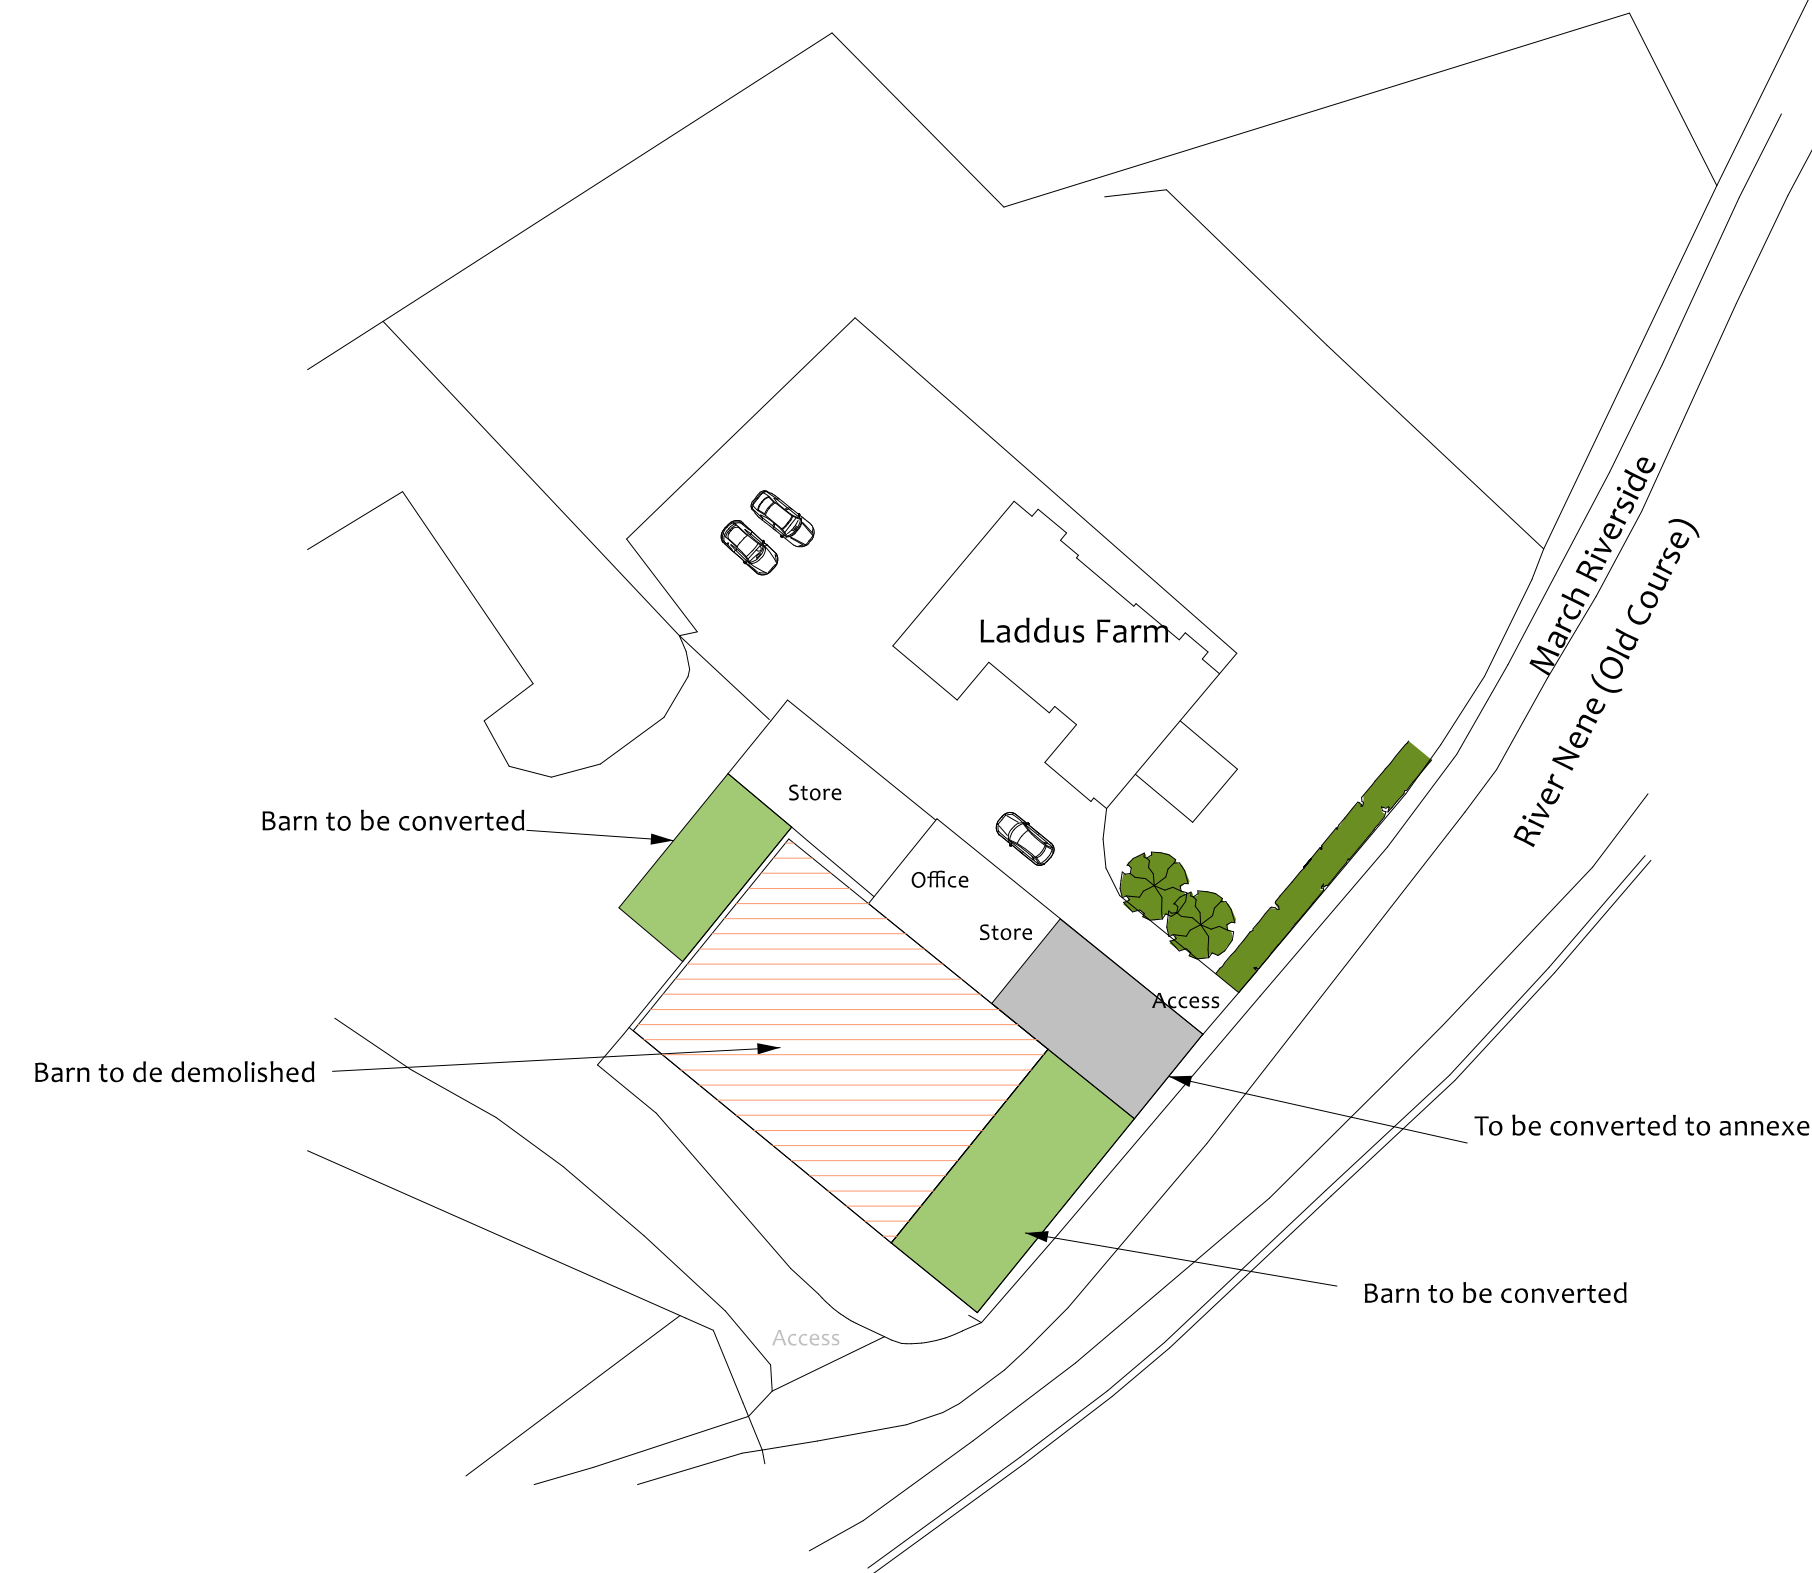 March Riverside
River Nene (Old Course)
Laddus Farm
Store
Barn to be converted
Office
Store
Access
Barn to de demolished
To be converted to annexe
Barn to be converted
Access